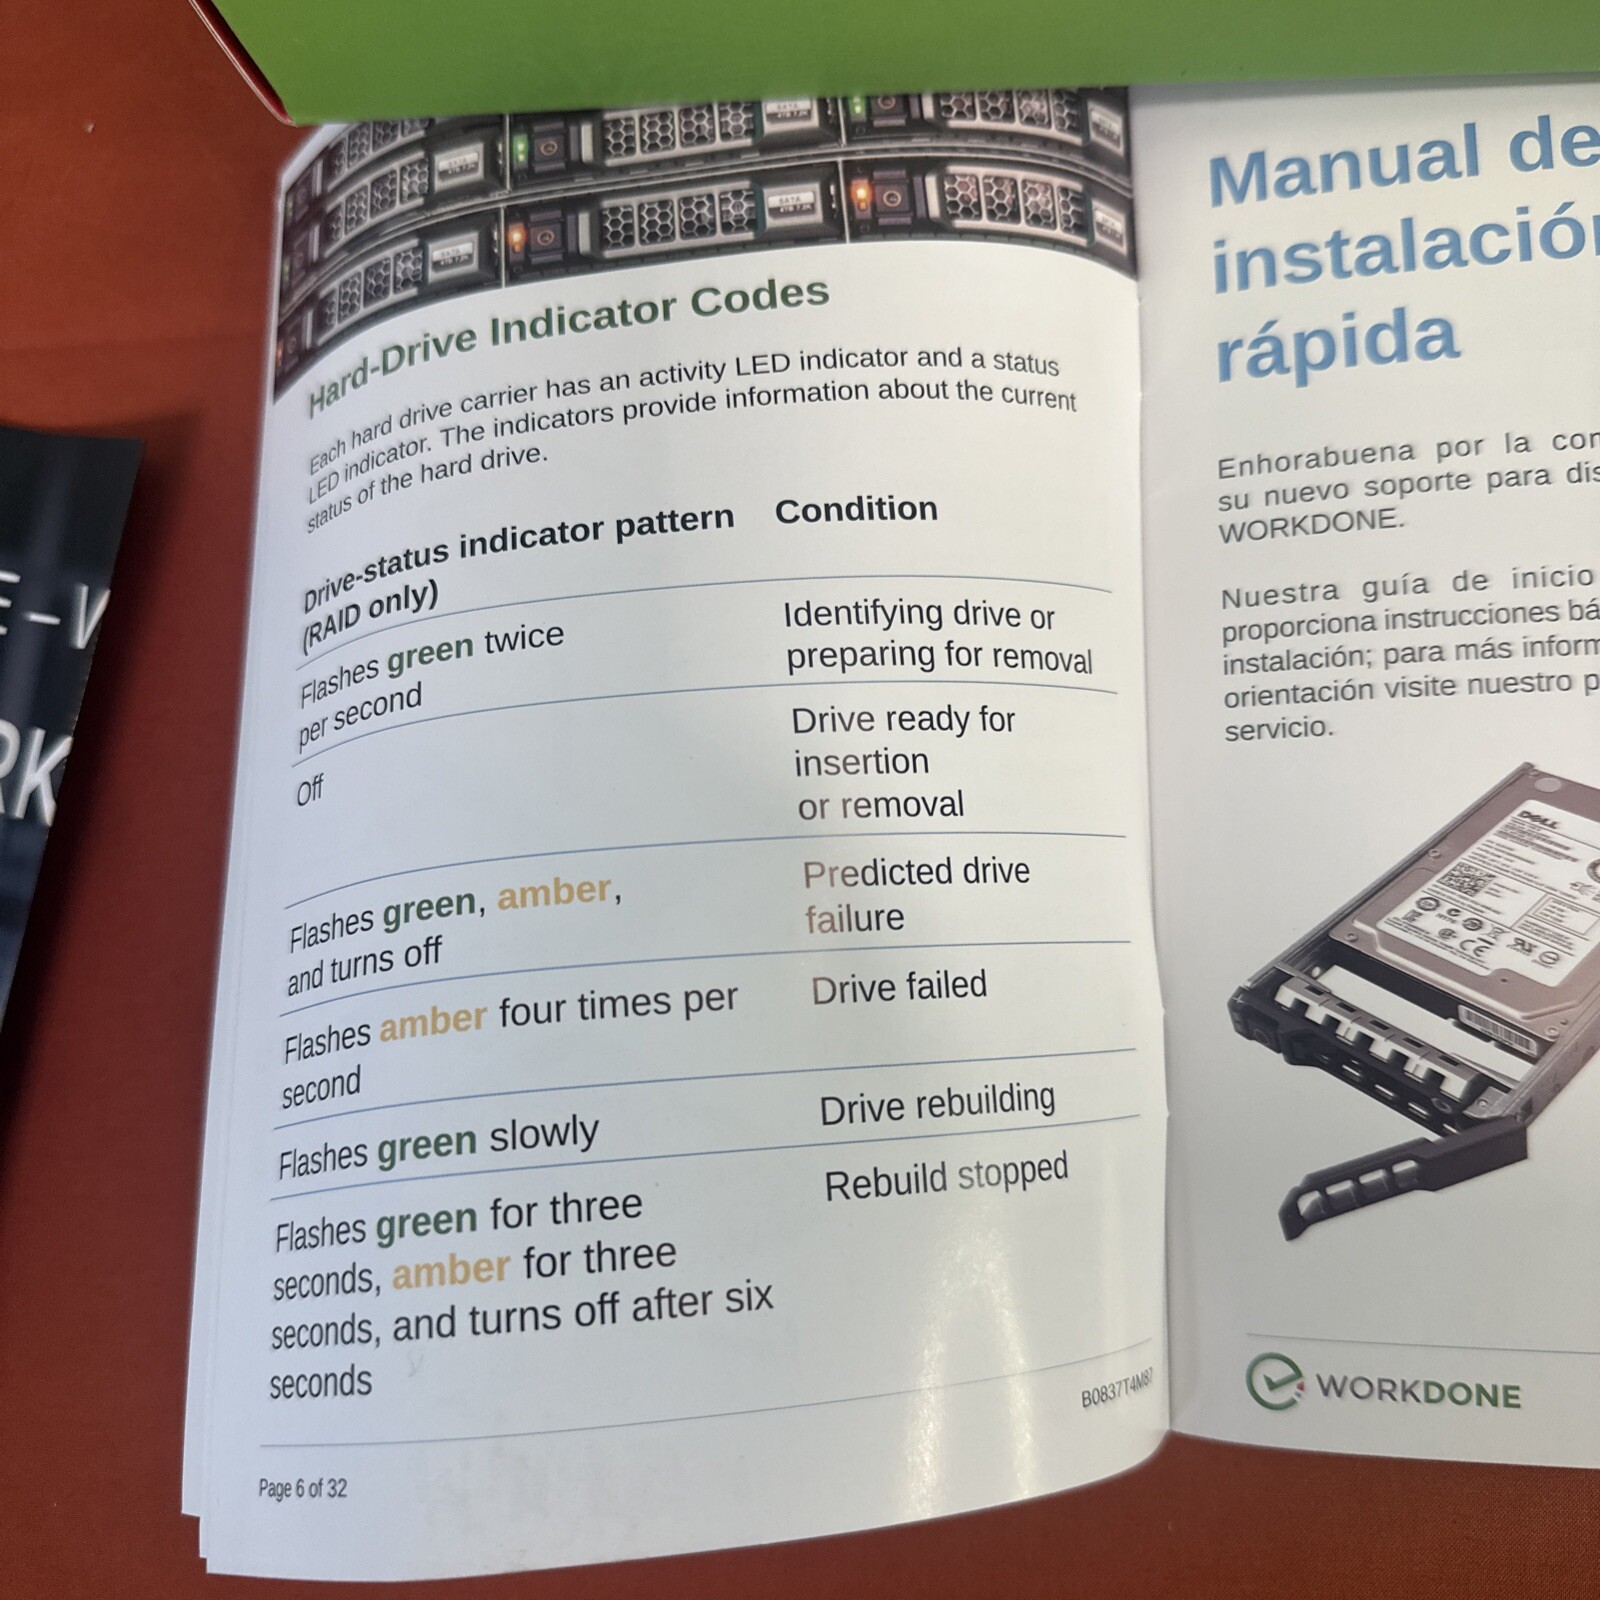 Hard-Drive Indicator Codes
Each hard drive carrier has an activity LED indicator and a status
LED indicator. The indicators provide information about the current
status of the hard drive.
Drive-status indicator pattern
(RAID only)
Condition
Flashes green twice
per second
Identifying drive or
preparing for removal
Off
Drive ready for
insertion
or removal
Flashes green, amber,
and turns off
Predicted drive
failure
Flashes amber four times per
second
Drive failed
Flashes green slowly
Drive rebuilding
Flashes green for three
seconds, amber for three
seconds, and turns off after six
seconds
Rebuild stopped
B0837T4M87
Page 6 of 32
Manual de
instalación
rápida
Enhorabuena por la
su nuevo soporte para
WORKDONE.
Nuestra guía de inicio
proporciona instrucciones
instalación; para más
orientación visite nuestro
servicio.
DELL
WORKDONE
RK